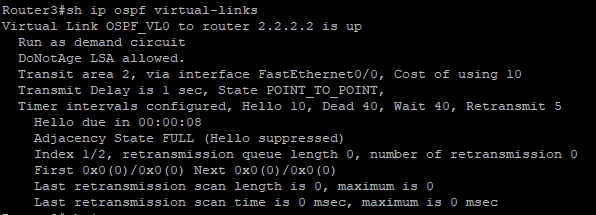 Router3#sh ip ospf virtual-links
Virtual Link OSPF_VL0 to router 2.2.2.2 is up
  Run as demand circuit
  DoNotAge LSA allowed.
  Transit area 2, via interface FastEthernet0/0, Cost of using 10
  Transmit Delay is 1 sec, State POINT_TO_POINT,
  Timer intervals configured, Hello 10, Dead 40, Wait 40, Retransmit 5
    Hello due in 00:00:08
    Adjacency State FULL (Hello suppressed)
    Index 1/2, retransmission queue length 0, number of retransmission 0
    First 0x0(0)/0x0(0) Next 0x0(0)/0x0(0)
    Last retransmission scan length is 0, maximum is 0
    Last retransmission scan time is 0 msec, maximum is 0 msec